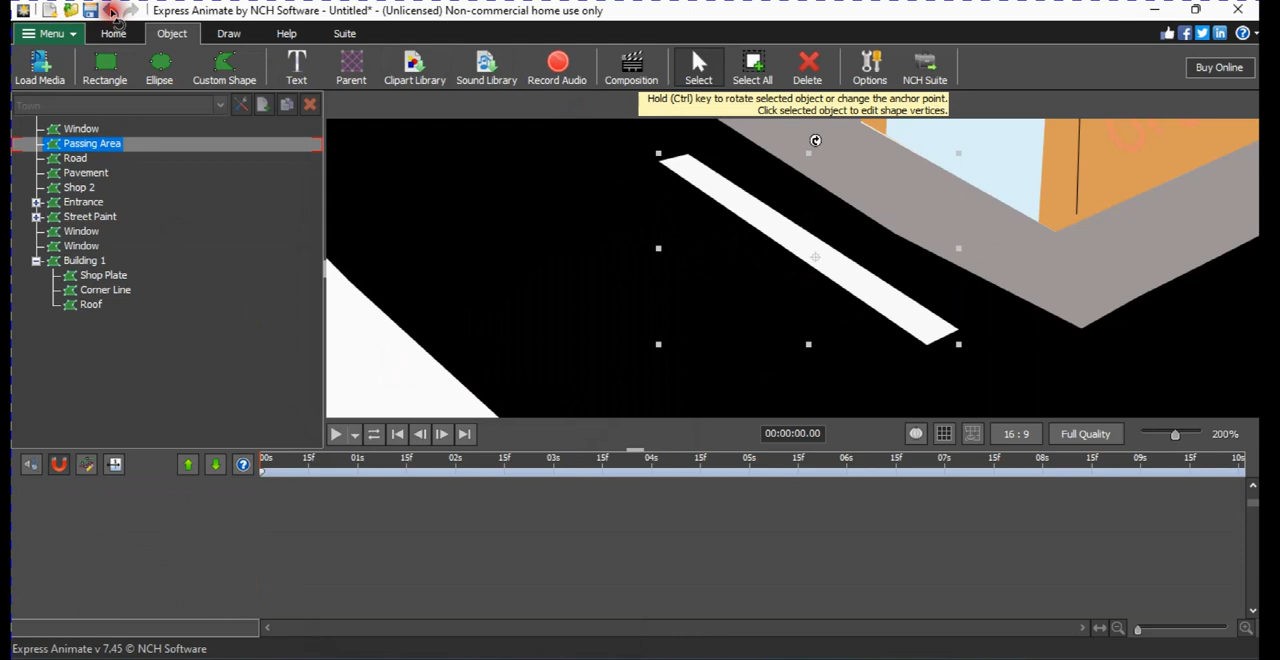 Express Animate by NCH Software - Untitled* - (Unlicensed) Non-commercial home use only
Menu
Home
Object
Draw
Help
Suite
Load Media
Rectangle
Ellipse
Custom Shape
Text
Parent
Clipart Library
Sound Library
Record Audio
Composition
Select
Select All
Delete
Options
NCH Suite
Buy Online
Town
Hold (Ctrl) key to rotate selected object or change the anchor point.
Click selected object to edit shape vertices.
Window
Passing Area
Road
Pavement
Shop 2
Entrance
Street Paint
Window
Window
Building 1
Shop Plate
Corner Line
Roof
00:00:00.00
16 : 9
Full Quality
200%
00s 15f 01s 15f 02s 15f 03s 15f 04s 15f 05s 15f 06s 15f 07s 15f 08s 15f 09s 15f 10s
Express Animate v 7.45 © NCH Software